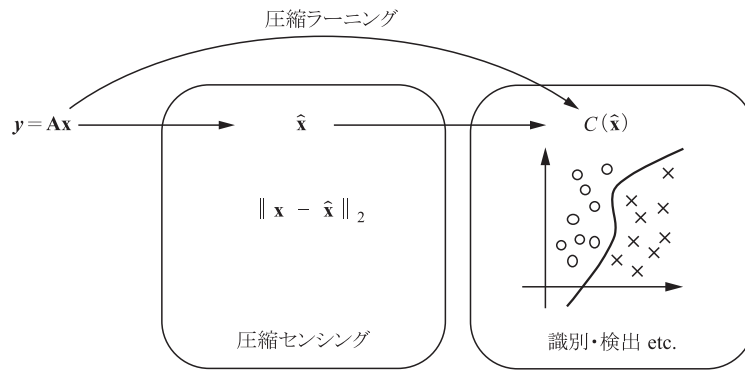 圧縮ラーニング
y = Ax
x̂
C(x̂)
‖ x − x̂ ‖₂
圧縮センシング
識別・検出 etc.